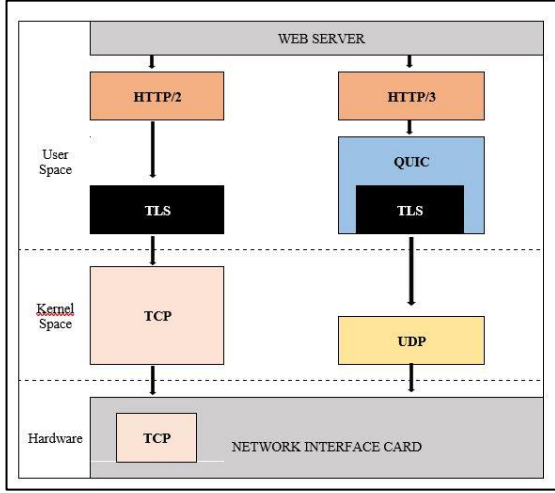 WEB SERVER
HTTP/2
HTTP/3
User
Space
QUIC
TLS
TLS
Kernel
Space
TCP
UDP
Hardware
TCP
NETWORK INTERFACE CARD